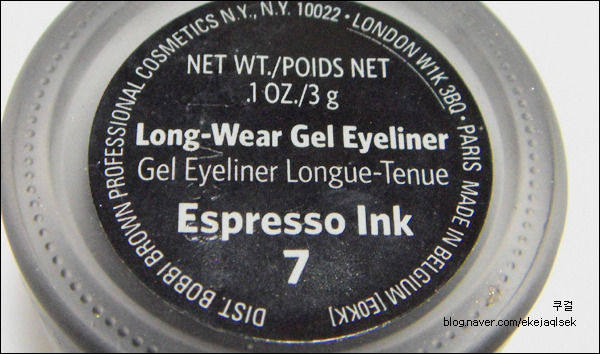 DIST. BOBBI BROWN PROFESSIONAL COSMETICS N.Y., N.Y. 10022 • LONDON W1K 3BQ • PARIS MADE IN BELGIUM [E0KK]
NET WT./POIDS NET
.1 OZ./3 g
Long-Wear Gel Eyeliner
Gel Eyeliner Longue-Tenue
Espresso Ink
7
쿠걸
blog.naver.com/ekejaqlsek